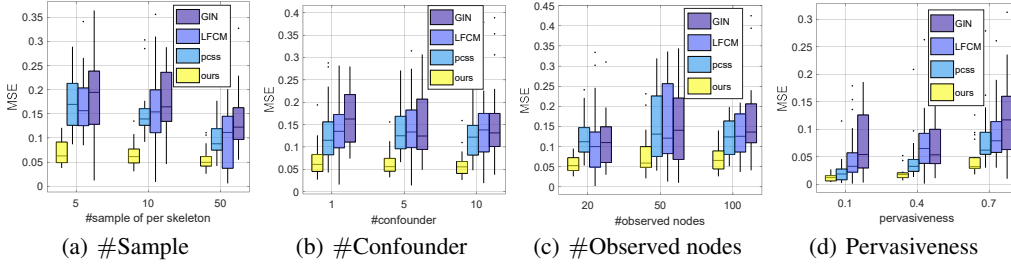 0.35
0.3
0.25
0.2
0.15
0.1
0.05
0
MSE
GIN
LFCM
pcss
ours
5
10
50
#sample of per skeleton
(a) #Sample
0.4
0.35
0.3
0.25
0.2
0.15
0.1
0.05
0
MSE
GIN
LFCM
pcss
ours
1
5
10
#confounder
(b) #Confounder
0.45
0.4
0.35
0.3
0.25
0.2
0.15
0.1
0.05
0
MSE
GIN
LFCM
pcss
ours
20
50
100
#observed nodes
(c) #Observed nodes
0.3
0.25
0.2
0.15
0.1
0.05
0
MSE
GIN
LFCM
pcss
ours
0.1
0.4
0.7
pervasiveness
(d) Pervasiveness